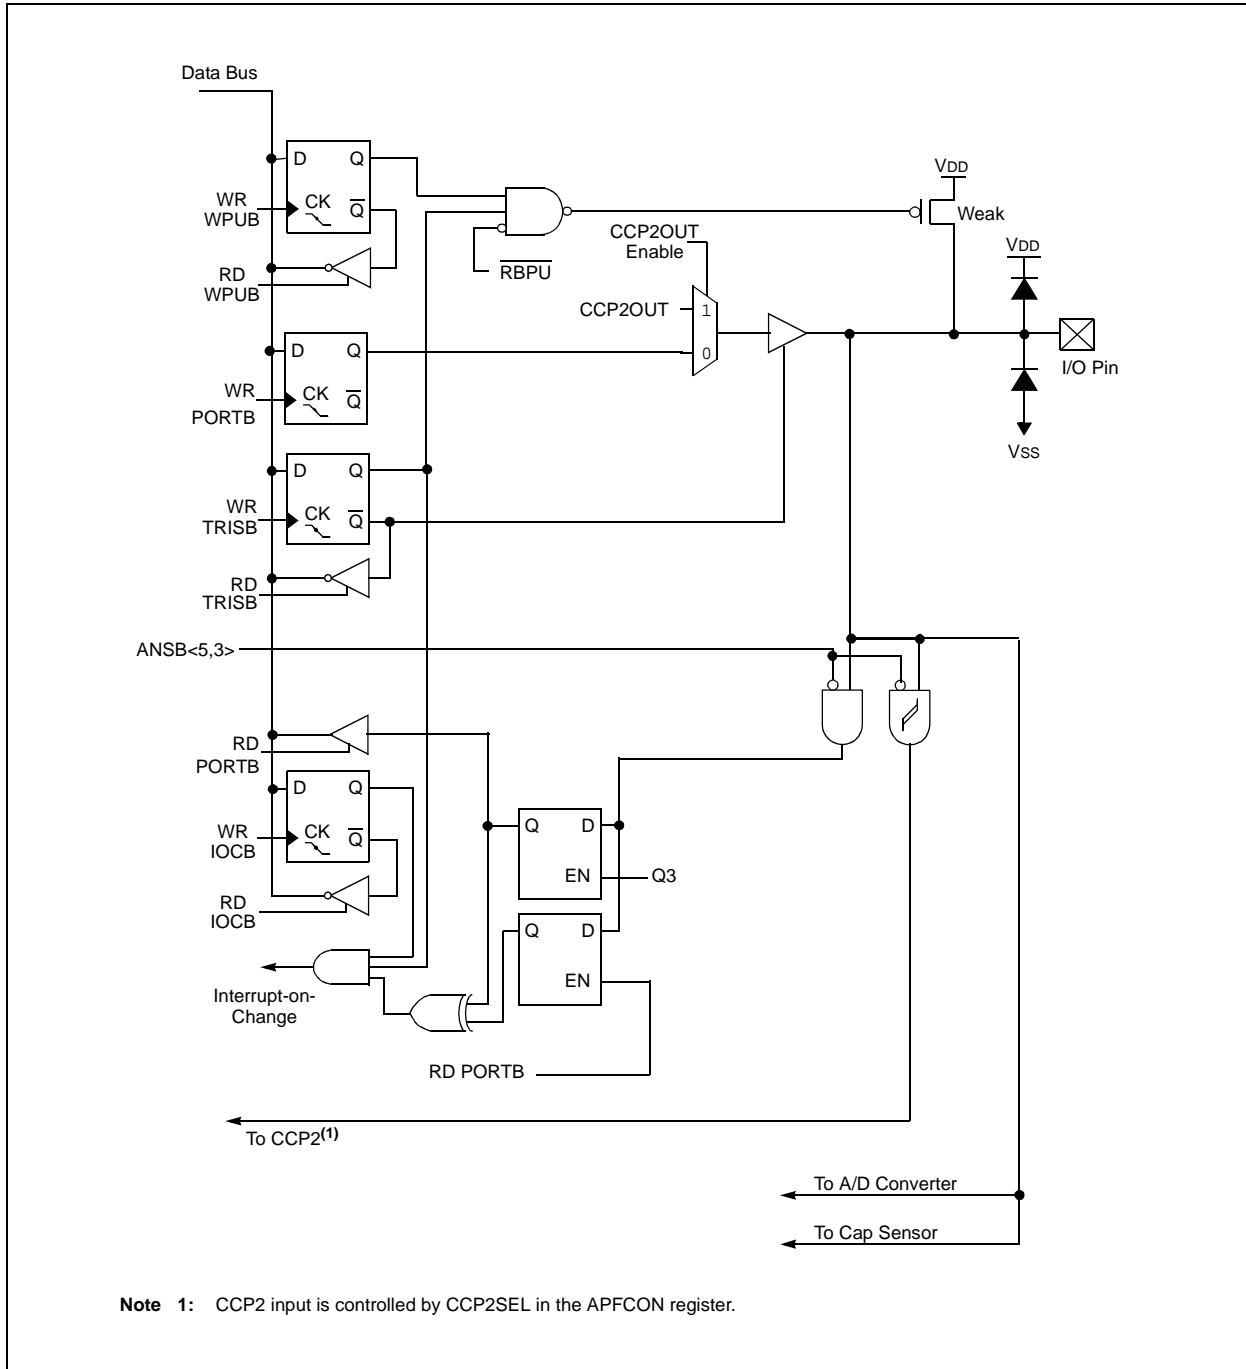 Data Bus
D Q
WR
WPUB
CK Q
RD
WPUB
RBPU
CCP2OUT
Enable
VDD
Weak
VDD
CCP2OUT
1
0
I/O Pin
VSS
D Q
WR
PORTB
CK Q
D Q
WR
TRISB
CK Q
RD
TRISB
ANSB<5,3>
RD
PORTB
D Q
WR
IOCB
CK Q
RD
IOCB
Q D
EN
Q3
Q D
EN
Interrupt-on-
Change
RD PORTB
To CCP2(1)
To A/D Converter
To Cap Sensor
Note 1: CCP2 input is controlled by CCP2SEL in the APFCON register.